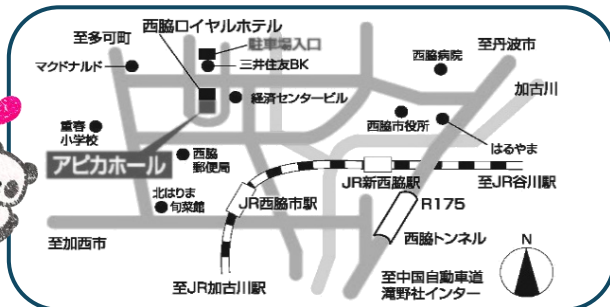 西脇ロイヤルホテル
至多可町
駐車場入口
マクドナルド
三井住友BK
西脇病院
至丹波市
加古川
経済センタービル
重春
小学校
西脇市役所
はるやま
アピカホール
西脇
郵便局
北はりま
旬菜館
JR西脇市駅
JR新西脇駅
至JR谷川駅
R175
西脇トンネル
至加西市
至JR加古川駅
至中国自動車道
滝野社インター
N